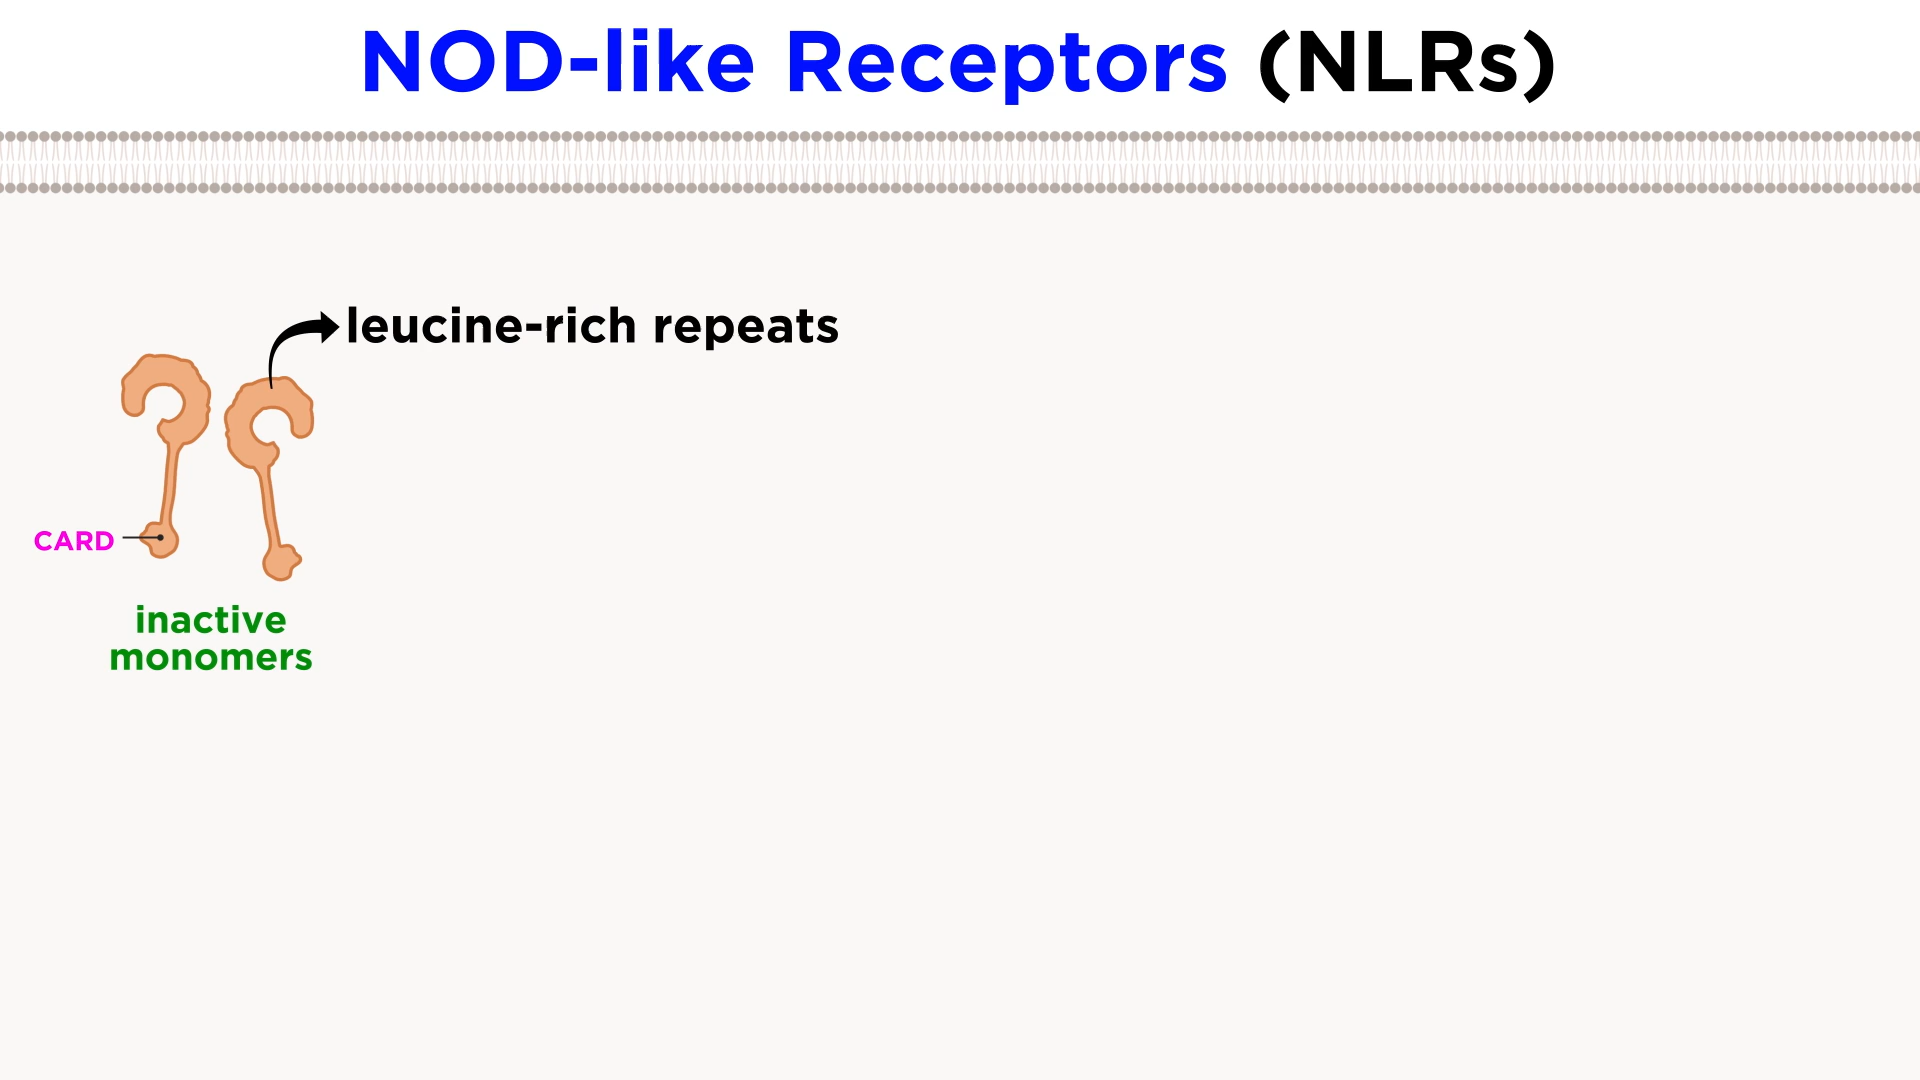 NOD-like Receptors (NLRs)
leucine-rich repeats
CARD
inactive
monomers